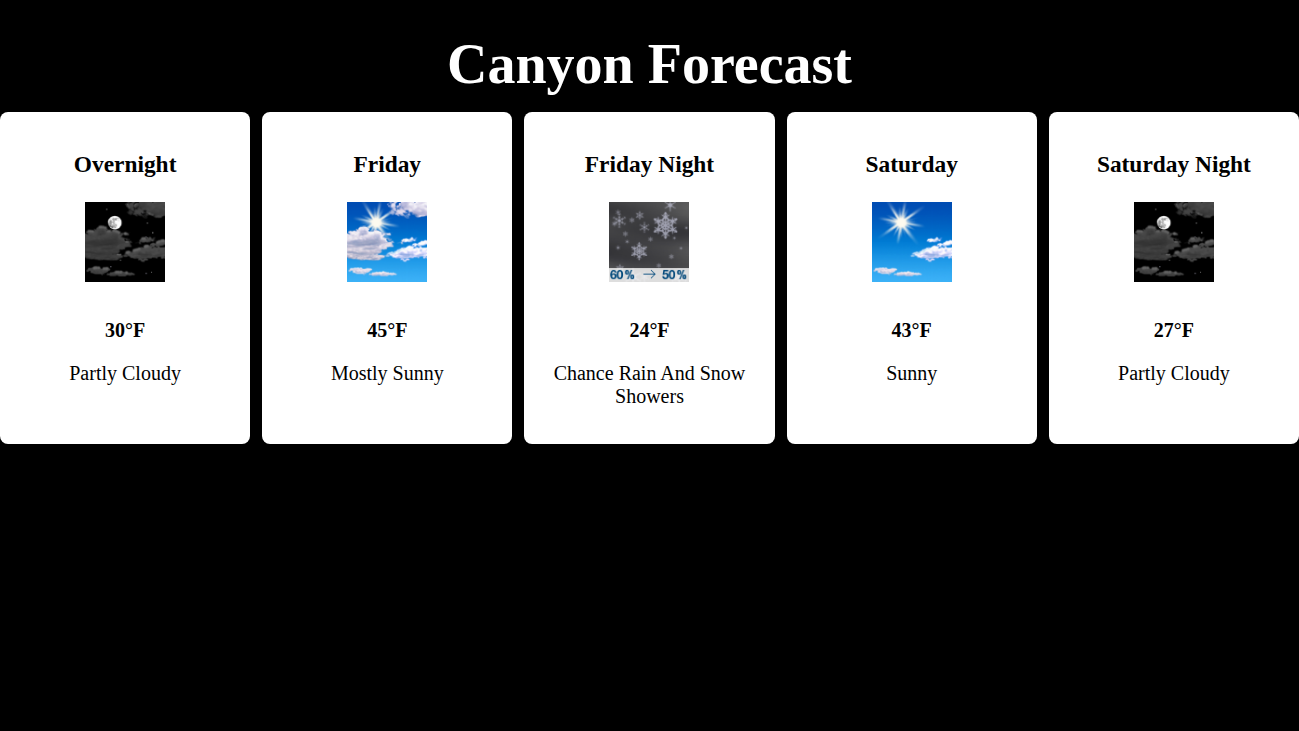 Canyon Forecast
Overnight
30°F
Partly Cloudy
Friday
45°F
Mostly Sunny
Friday Night
60% → 50%
24°F
Chance Rain And Snow
Showers
Saturday
43°F
Sunny
Saturday Night
27°F
Partly Cloudy